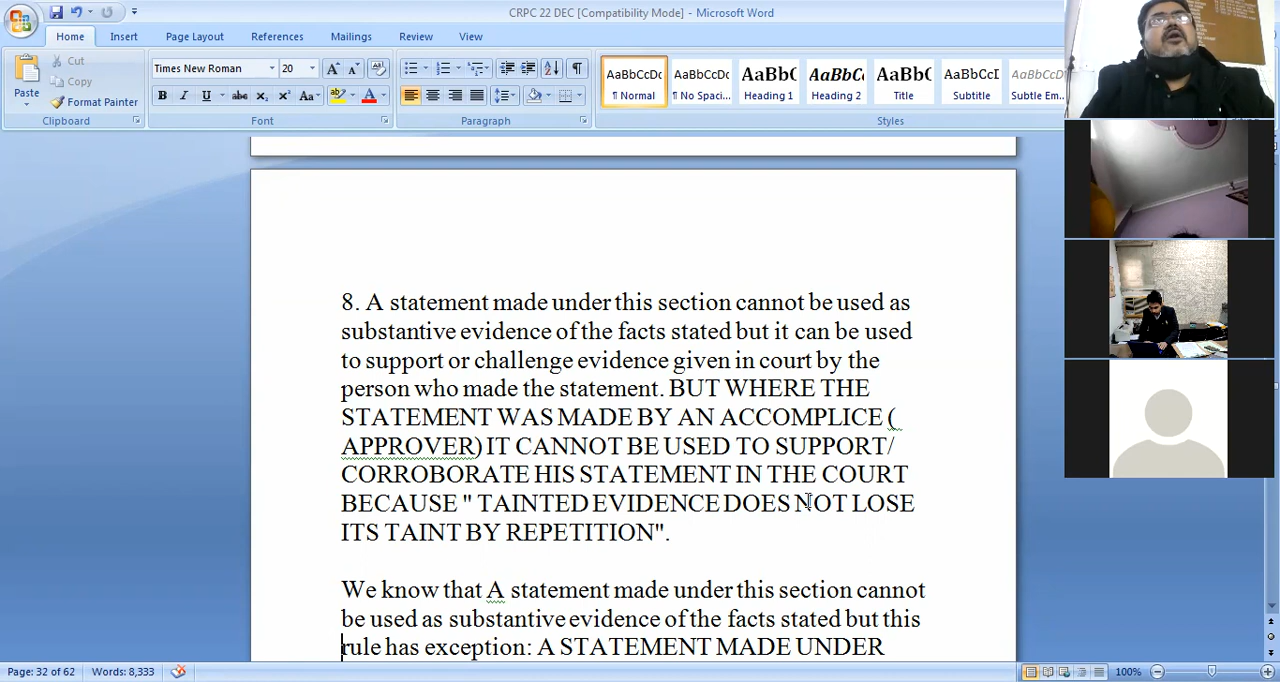 CRPC 22 DEC [Compatibility Mode] - Microsoft Word
Home Insert Page Layout References Mailings Review View
Paste
Cut
Copy
Format Painter
Clipboard
Times New Roman 20
B I U abc X₂ X² Aa
Font
Paragraph
AaBbCcDc AaBbCcDc AaBbC AaBbC AaBbC AaBbCcI AaBbCcD
¶ Normal ¶ No Spaci... Heading 1 Heading 2 Title Subtitle Subtle Em...
Styles
8. A statement made under this section cannot be used as
substantive evidence of the facts stated but it can be used
to support or challenge evidence given in court by the
person who made the statement. BUT WHERE THE
STATEMENT WAS MADE BY AN ACCOMPLICE (
APPROVER) IT CANNOT BE USED TO SUPPORT/
CORROBORATE HIS STATEMENT IN THE COURT
BECAUSE " TAINTED EVIDENCE DOES NOT LOSE
ITS TAINT BY REPETITION".
We know that A statement made under this section cannot
be used as substantive evidence of the facts stated but this
rule has exception: A STATEMENT MADE UNDER
Page: 32 of 62 Words: 8,333 100%